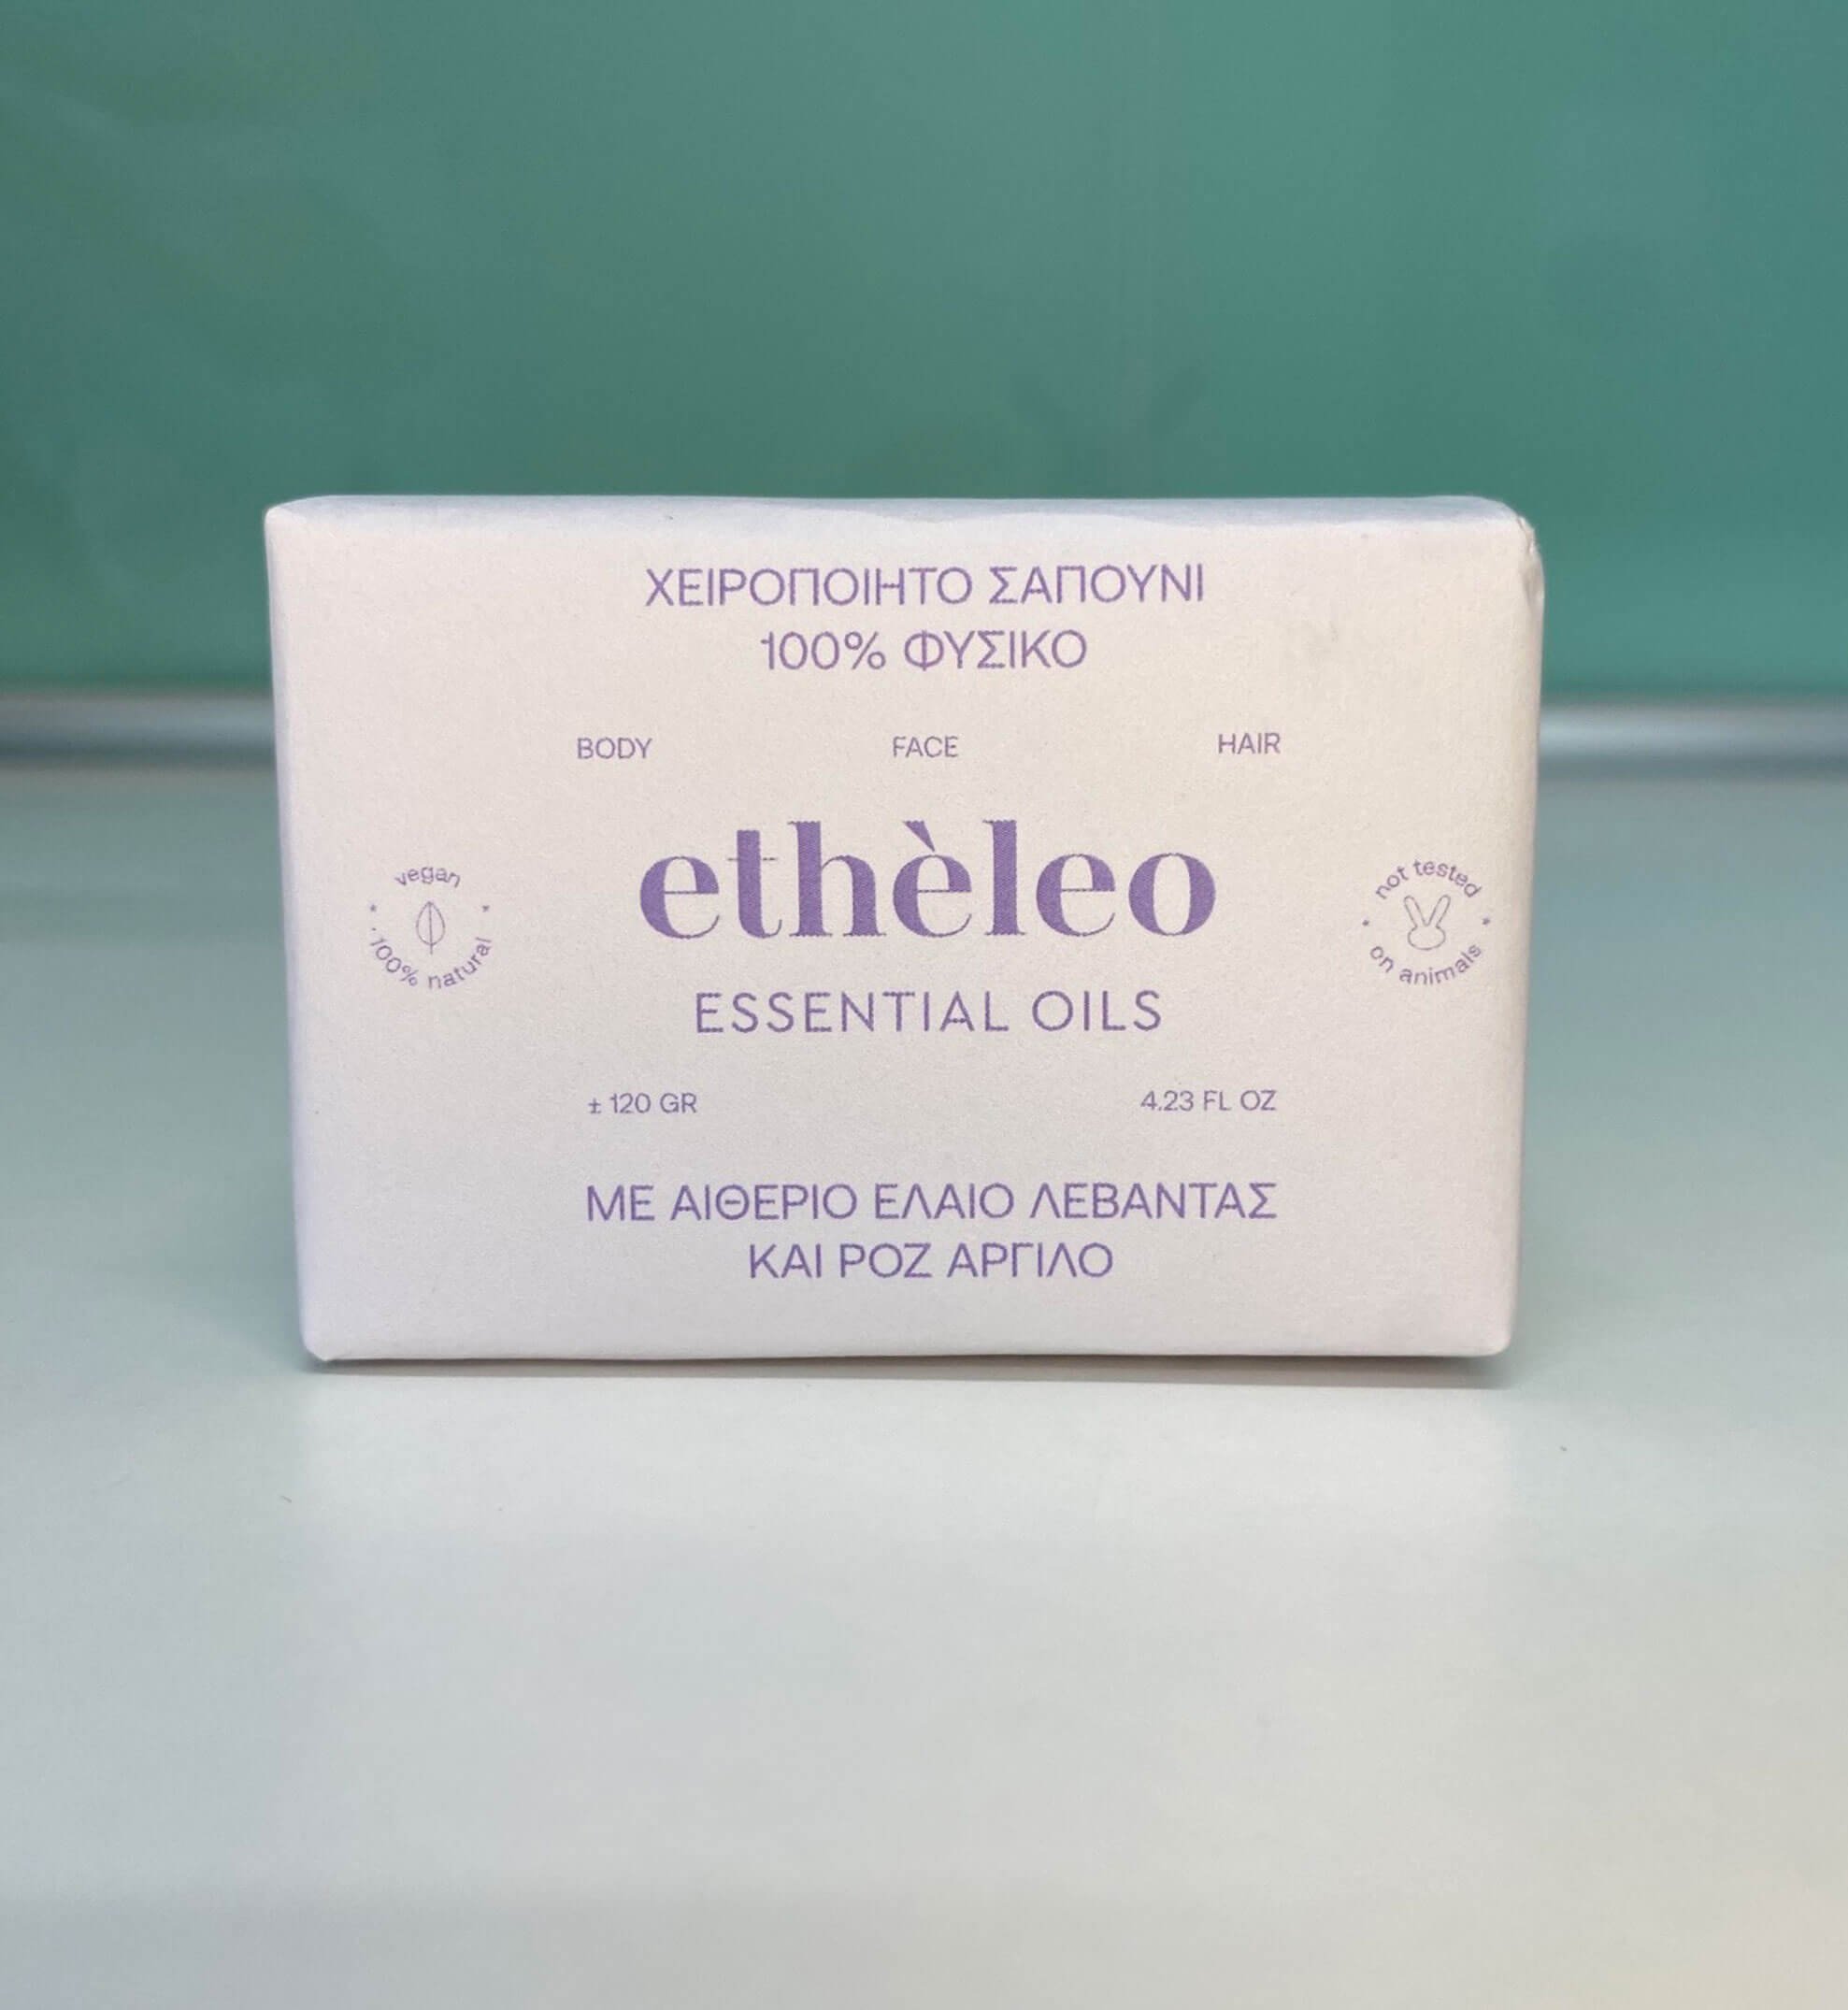 ΧΕΙΡΟΠΟΙΗΤΟ ΣΑΠΟΥΝΙ
100% ΦΥΣΙΚΟ
BODY FACE HAIR
vegan
100% natural
ethèleo
not tested
on animals
ESSENTIAL OILS
± 120 GR 4.23 FL OZ
ΜΕ ΑΙΘΕΡΙΟ ΕΛΑΙΟ ΛΕΒΑΝΤΑΣ
ΚΑΙ ΡΟΖ ΑΡΓΙΛΟ